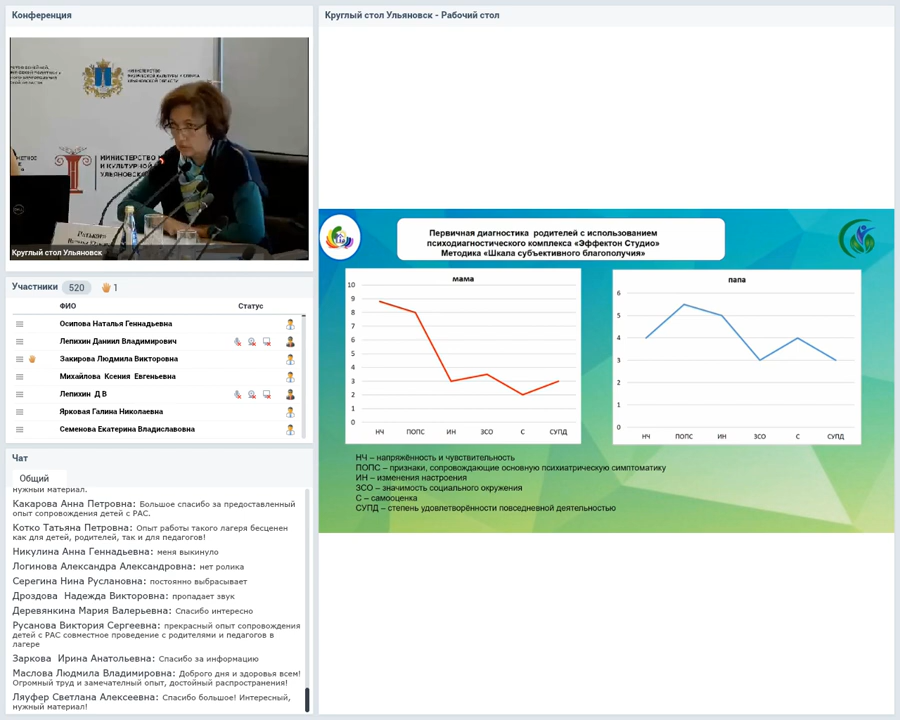 Конференция
МИНИСТЕРСТВО
ФИЗИЧЕСКОЙ КУЛЬТУРЫ И СПОРТА
УЛЬЯНОВСКОЙ ОБЛАСТИ
МИНИСТЕРСТВО
И КУЛЬТУРНОЙ
УЛЬЯНОВСКО
Круглый стол Ульяновск
Участники 520 1
ФИО Статус
Осипова Наталья Геннадьевна
Лепихин Даниил Владимирович
Закирова Людмила Викторовна
Михайлова Ксения Евгеньевна
Лепихин Д В
Ярковая Галина Николаевна
Семенова Екатерина Владиславовна
Чат
Общий
нужный материал.
Какарова Анна Петровна: Большое спасибо за предоставленный
опыт сопровождения детей с РАС.
Котко Татьяна Петровна: Опыт работы такого лагеря бесценен
как для детей, родителей, так и для педагогов!
Никулина Анна Геннадьевна: меня выкинуло
Логинова Александра Александровна: нет ролика
Серегина Нина Руслановна: постоянно выбрасывает
Дроздова Надежда Викторовна: пропадает звук
Деревянкина Мария Валерьевна: Спасибо интересно
Русанова Виктория Сергеевна: прекрасный опыт сопровождения
детей с РАС совместное проведение с родителями и педагогов в
лагере
Заркова Ирина Анатольевна: Спасибо за информацию
Маслова Людмила Владимировна: Доброго дня и здоровья всем!
Огромный труд и замечателный опыт, достойный распространения!
Ляуфер Светлана Алексеевна: Спасибо большое! Интересный,
нужный материал!
Круглый стол Ульяновск - Рабочий стол
Первичная диагностика родителей с использованием
психодиагностического комплекса «Эффектон Студио»
Методика «Шкала субъективного благополучия»
мама
10
9
8
7
6
5
4
3
2
1
0
НЧ ПОПС ИН ЗСО С СУПД
папа
6
5
4
3
2
1
0
НЧ ПОПС ИН ЗСО С СУПД
НЧ – напряжённость и чувствительность
ПОПС – признаки, сопровождающие основную психиатрическую симптоматику
ИН – изменения настроения
ЗСО – значимость социального окружения
С – самооценка
СУПД – степень удовлетворённости повседневной деятельностью